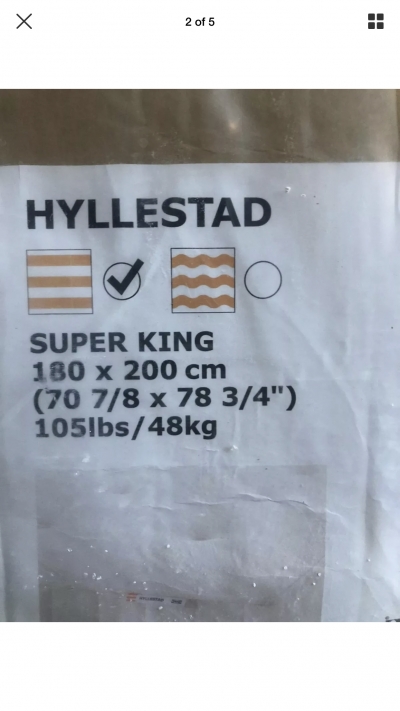 2 of 5
HYLLESTAD
SUPER KING
180 x 200 cm
(70 7/8 x 78 3/4")
105lbs/48kg